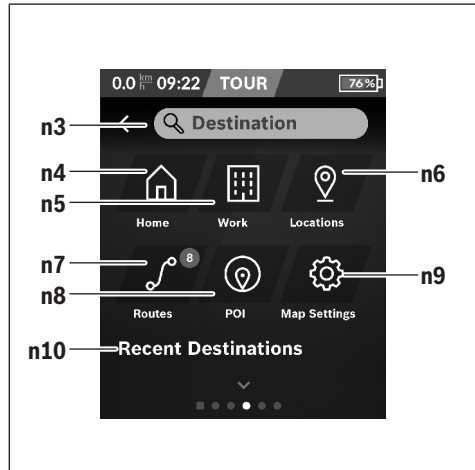 0.0 km/h 09:22 TOUR 76%
n3 Destination
n4 n6
n5
Home Work Locations
n7 8
n8 n9
Routes POI Map Settings
n10 Recent Destinations